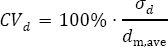 CV_d = 100% · σ_d / d_m,ave